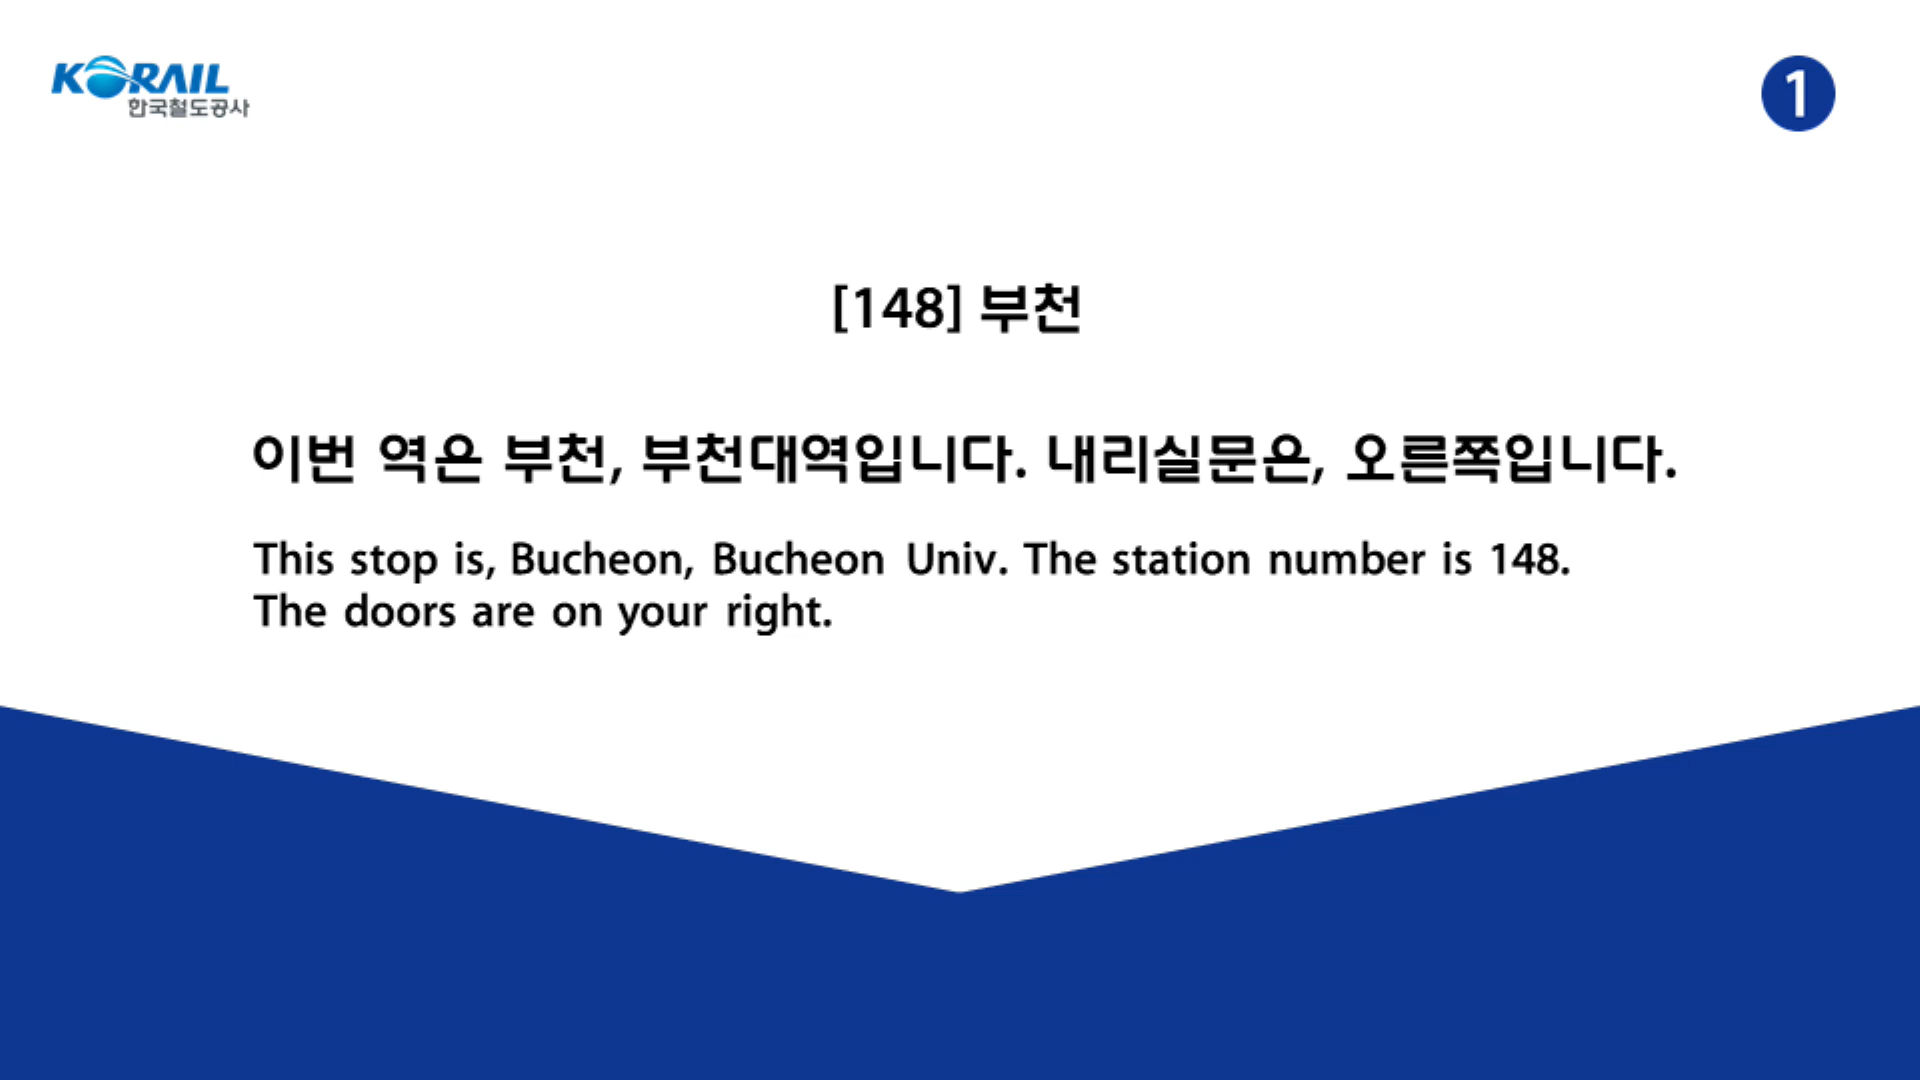 KORAIL
한국철도공사
1
[148] 부천
이번 역은 부천, 부천대역입니다. 내리실문은, 오른쪽입니다.
This stop is, Bucheon, Bucheon Univ. The station number is 148.
The doors are on your right.